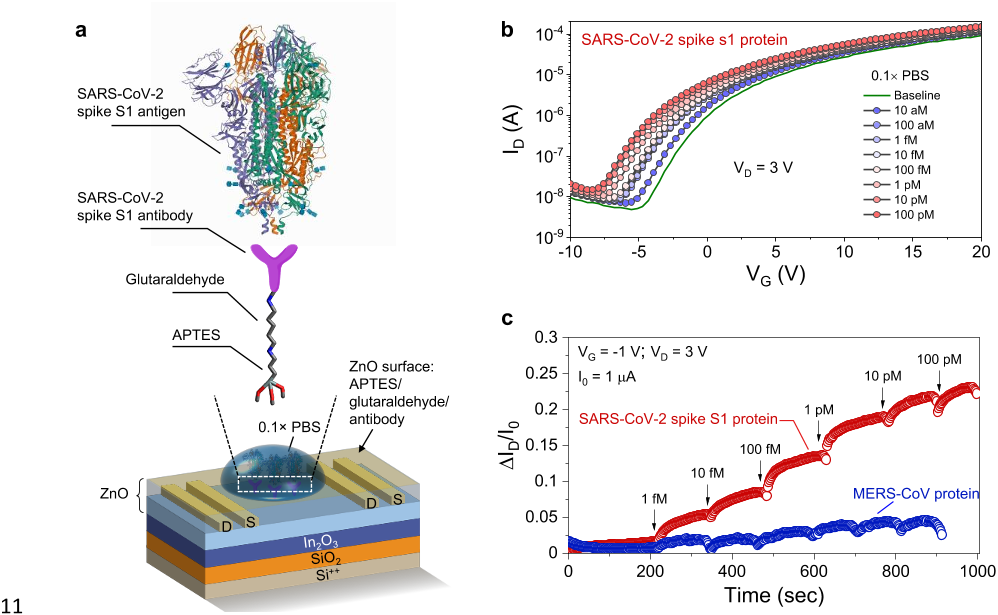 a
SARS-CoV-2
spike S1 antigen
SARS-CoV-2
spike S1 antibody
Glutaraldehyde
APTES
ZnO surface:
APTES/
glutaraldehyde/
antibody
0.1× PBS
ZnO
D
S
D
S
In₂O₃
SiO₂
Si⁺⁺
b
SARS-CoV-2 spike s1 protein
0.1× PBS
Baseline
10 aM
100 aM
1 fM
10 fM
100 fM
1 pM
10 pM
100 pM
V_D = 3 V
I_D (A)
10⁻⁴
10⁻⁵
10⁻⁶
10⁻⁷
10⁻⁸
10⁻⁹
-10 -5 0 5 10 15 20
V_G (V)
c
V_G = -1 V; V_D = 3 V
I₀ = 1 μA
SARS-CoV-2 spike S1 protein
1 fM
10 fM
100 fM
1 pM
10 pM
100 pM
MERS-CoV protein
ΔI_D/I₀
0.3
0.25
0.2
0.15
0.1
0.05
0
0 200 400 600 800 1000
Time (sec)
11